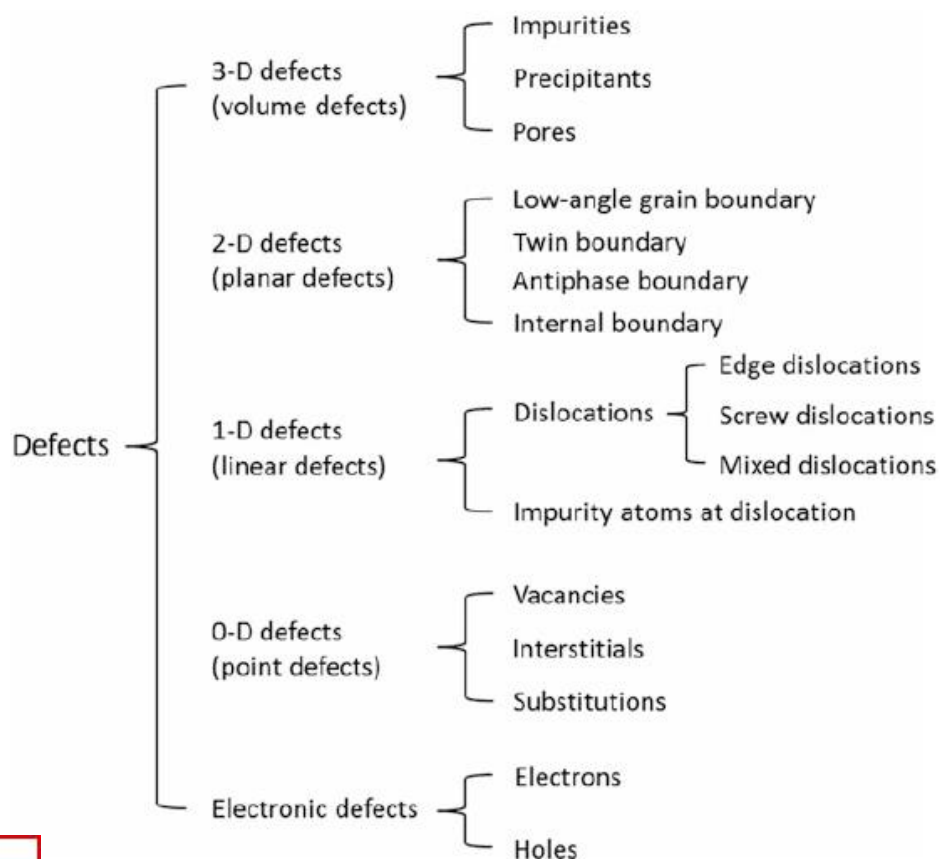 Defects
3-D defects
(volume defects)
Impurities
Precipitants
Pores
2-D defects
(planar defects)
Low-angle grain boundary
Twin boundary
Antiphase boundary
Internal boundary
1-D defects
(linear defects)
Dislocations
Edge dislocations
Screw dislocations
Mixed dislocations
Impurity atoms at dislocation
0-D defects
(point defects)
Vacancies
Interstitials
Substitutions
Electronic defects
Electrons
Holes